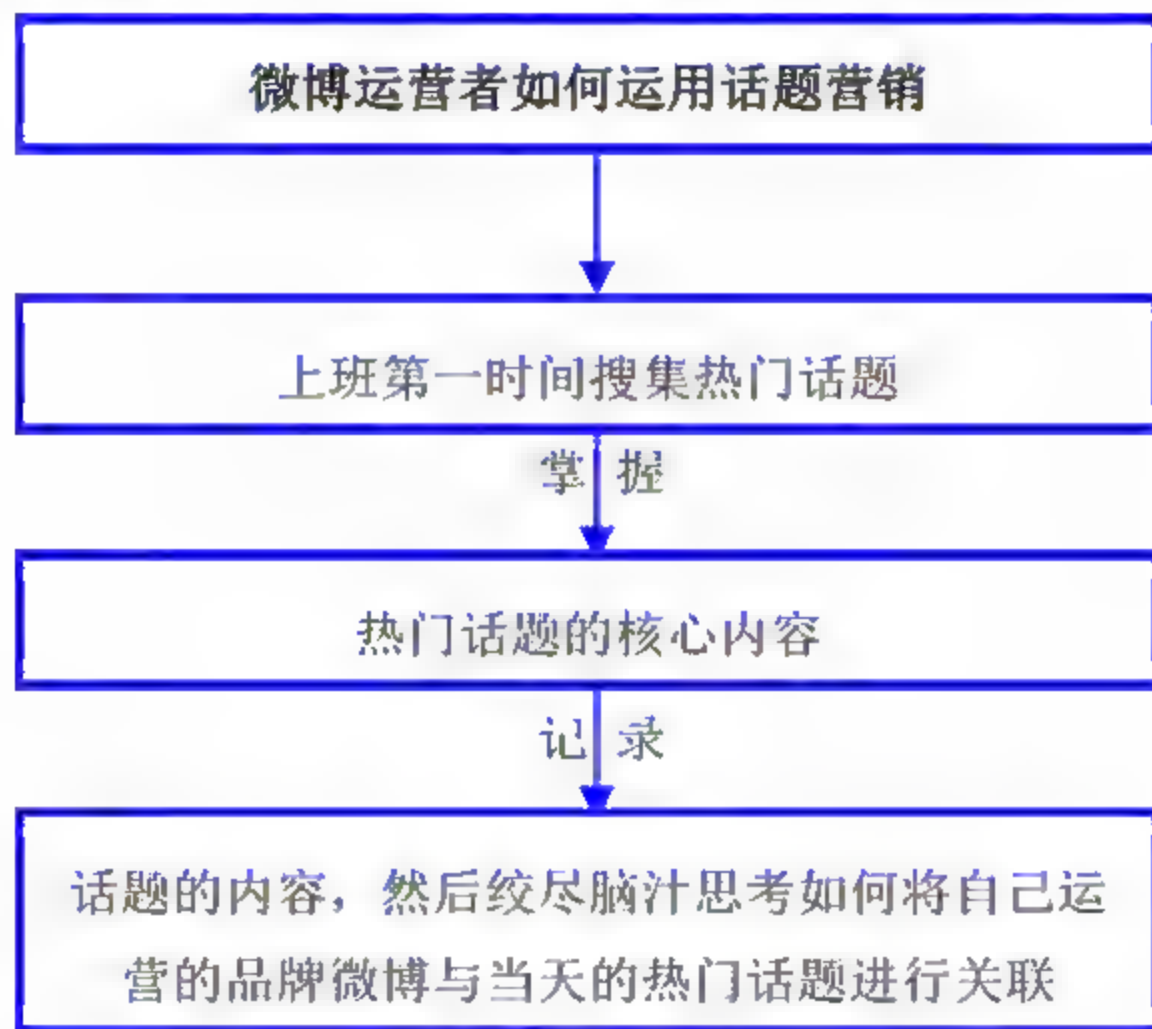 微博运营者如何运用话题营销
上班第一时间搜集热门话题
掌 握
热门话题的核心内容
记 录
话题的内容，然后绞尽脑汁思考如何将自己运
营的品牌微博与当天的热门话题进行关联